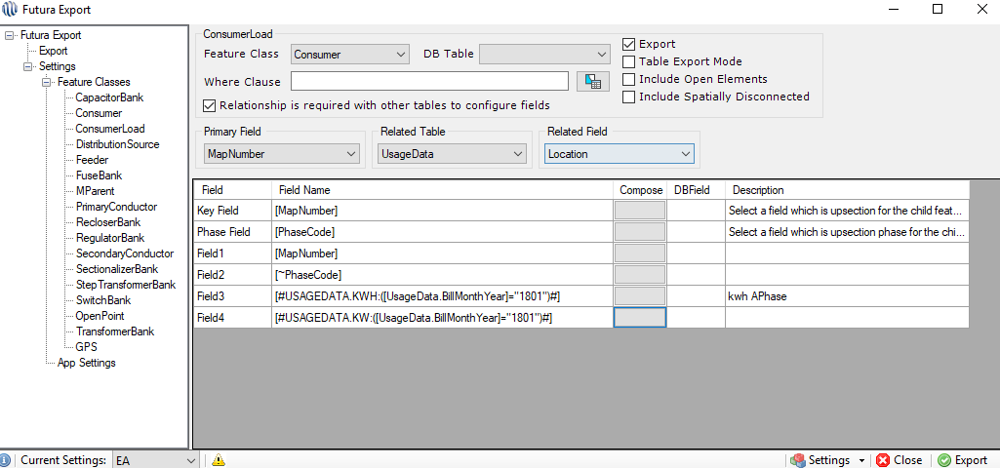 Futura Export
Futura Export
Export
Settings
Feature Classes
CapacitorBank
Consumer
ConsumerLoad
DistributionSource
Feeder
FuseBank
MParent
PrimaryConductor
RecloserBank
RegulatorBank
SecondaryConductor
SectionalizerBank
StepTransformerBank
SwitchBank
OpenPoint
TransformerBank
GPS
App Settings
ConsumerLoad
Feature Class Consumer DB Table
Where Clause
Relationship is required with other tables to configure fields
Export
Table Export Mode
Include Open Elements
Include Spatially Disconnected
Primary Field
MapNumber
Related Table
UsageData
Related Field
Location
Field Field Name Compose DBField Description
Key Field [MapNumber] Select a field which is upsection for the child feat...
Phase Field [PhaseCode] Select a field which is upsection phase for the chi...
Field1 [MapNumber]
Field2 [~PhaseCode]
Field3 [#USAGEDATA.KWH:([UsageData.BillMonthYear]="1801")#] kwh APhase
Field4 [#USAGEDATA.KW:([UsageData.BillMonthYear]="1801")#]
Current Settings: EA Settings Close Export